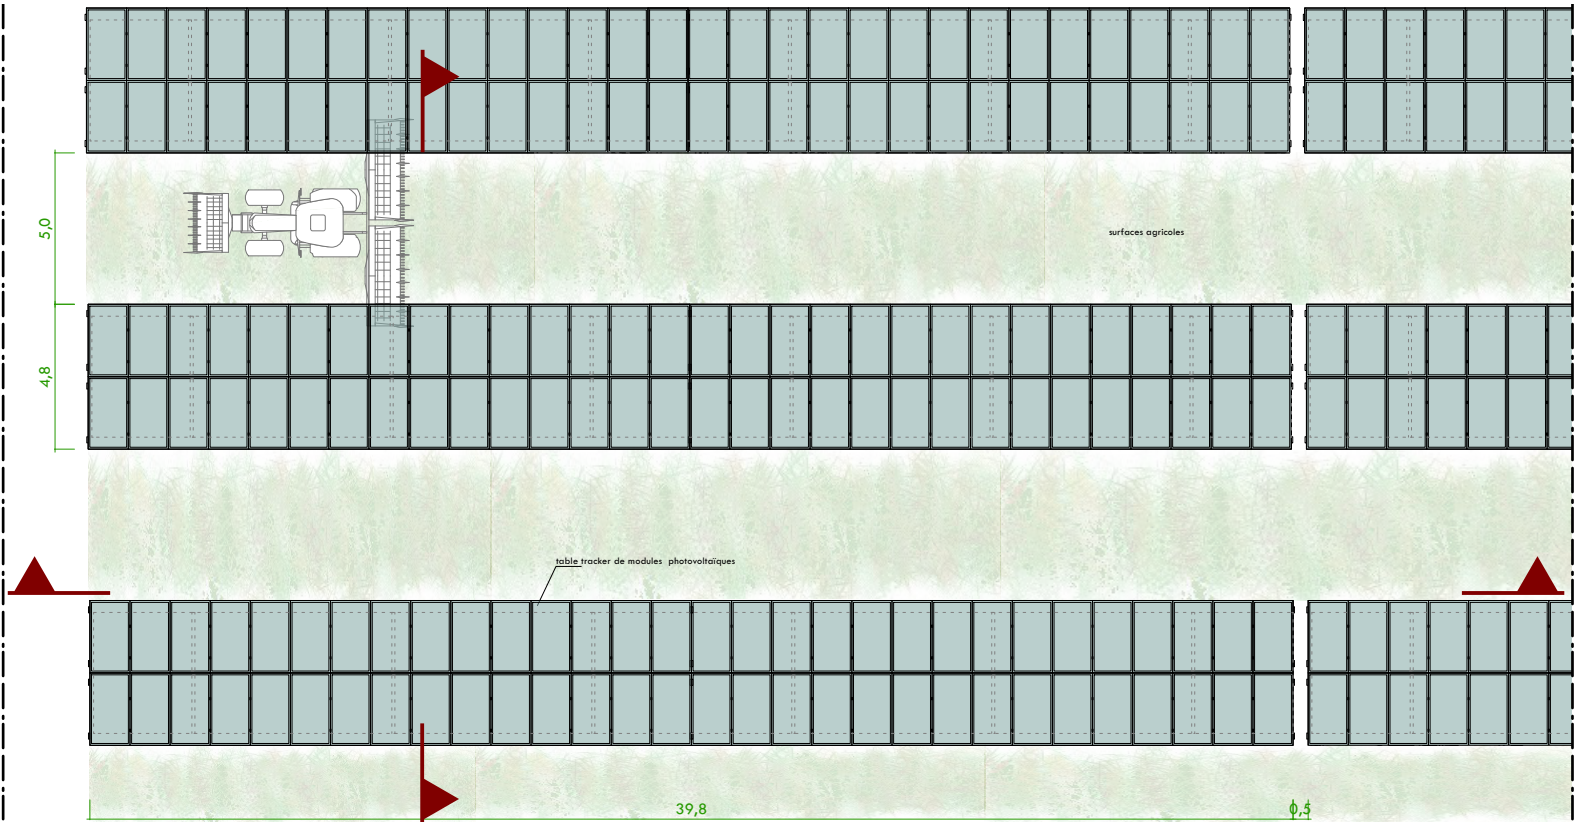 5,0
surfaces agricoles
4,8
table tracker de modules photovoltaïques
39,8
0,5